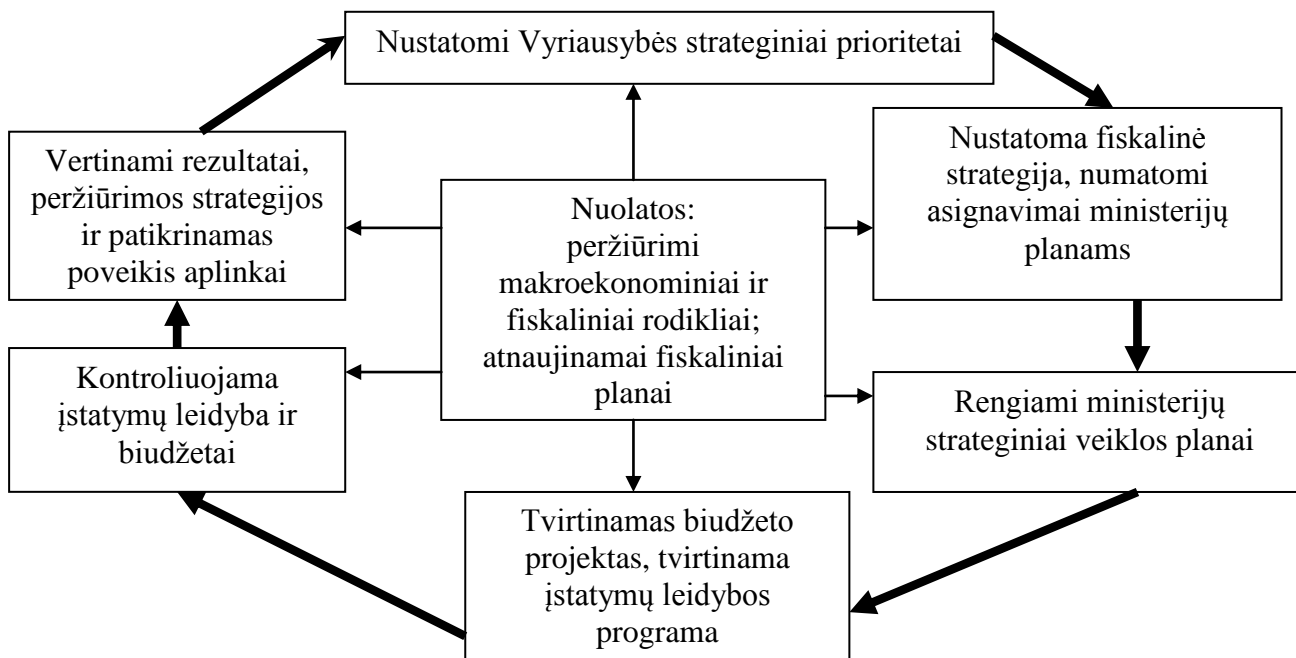 Nustatomi Vyriausybės strateginiai prioritetai
Vertinami rezultatai,
peržiūrimos strategijos
ir patikrinamas
poveikis aplinkai
Nuolatos:
peržiūrimi
makroekonominiai ir
fiskaliniai rodikliai;
atnaujinamai fiskaliniai
planai
Nustatoma fiskalinė
strategija, numatomi
asignavimai ministerijų
planams
Kontroliuojama
įstatymų leidyba ir
biudžetai
Rengiami ministerijų
strateginiai veiklos planai
Tvirtinamas biudžeto
projektas, tvirtinama
įstatymų leidybos
programa